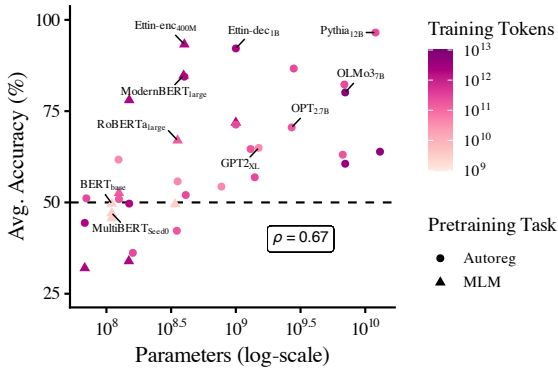 Avg. Accuracy (%)
100
75
50
25
Ettin-enc400M
Ettin-dec1B
Pythia12B
OLMo37B
ModernBERTlarge
OPT2.7B
RoBERTalarge
GPT2XL
BERTbase
MultiBERTSeed0
ρ = 0.67
10^8
10^8.5
10^9
10^9.5
10^10
Parameters (log-scale)
Training Tokens
10^13
10^12
10^11
10^10
10^9
Pretraining Task
Autoreg
MLM